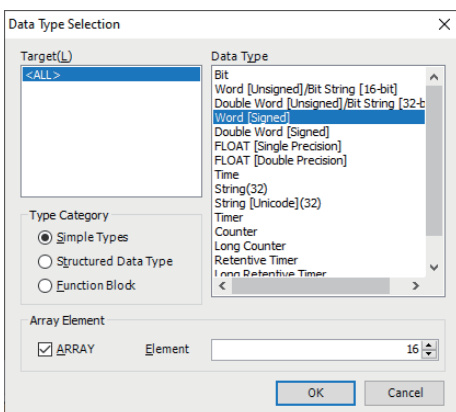 Data Type Selection
Target(L)
<ALL>
Type Category
Simple Types
Structured Data Type
Function Block
Data Type
Bit
Word [Unsigned]/Bit String [16-bit]
Double Word [Unsigned]/Bit String [32-b
Word [Signed]
Double Word [Signed]
FLOAT [Single Precision]
FLOAT [Double Precision]
Time
String(32)
String [Unicode](32)
Timer
Counter
Long Counter
Retentive Timer
Long Retentive Timer
Array Element
ARRAY Element 16
OK Cancel